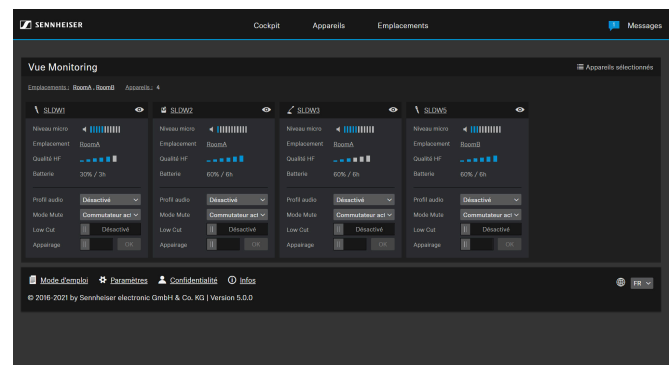 SENNHEISER
Cockpit Appareils Emplacements
Messages
Vue Monitoring
Appareils sélectionnés
Emplacements : RoomA , RoomB Appareils : 4
SLDW1 SLDW2 SLDW3 SLDW5
Niveau micro Niveau micro Niveau micro Niveau micro
Emplacement RoomA Emplacement RoomA Emplacement RoomA Emplacement RoomB
Qualité HF Qualité HF Qualité HF Qualité HF
Batterie 30% / 3h Batterie 60% / 6h Batterie 60% / 6h Batterie 60% / 6h
Profil audio Désactivé Profil audio Désactivé Profil audio Désactivé Profil audio Désactivé
Mode Mute Commutateur act Mode Mute Commutateur act Mode Mute Commutateur act Mode Mute Commutateur act
Low Cut Désactivé Low Cut Désactivé Low Cut Désactivé Low Cut Désactivé
Appairage OK Appairage OK Appairage OK Appairage OK
Mode d'emploi Paramètres Confidentialité Infos
FR
© 2016-2021 by Sennheiser electronic GmbH & Co. KG | Version 5.0.0